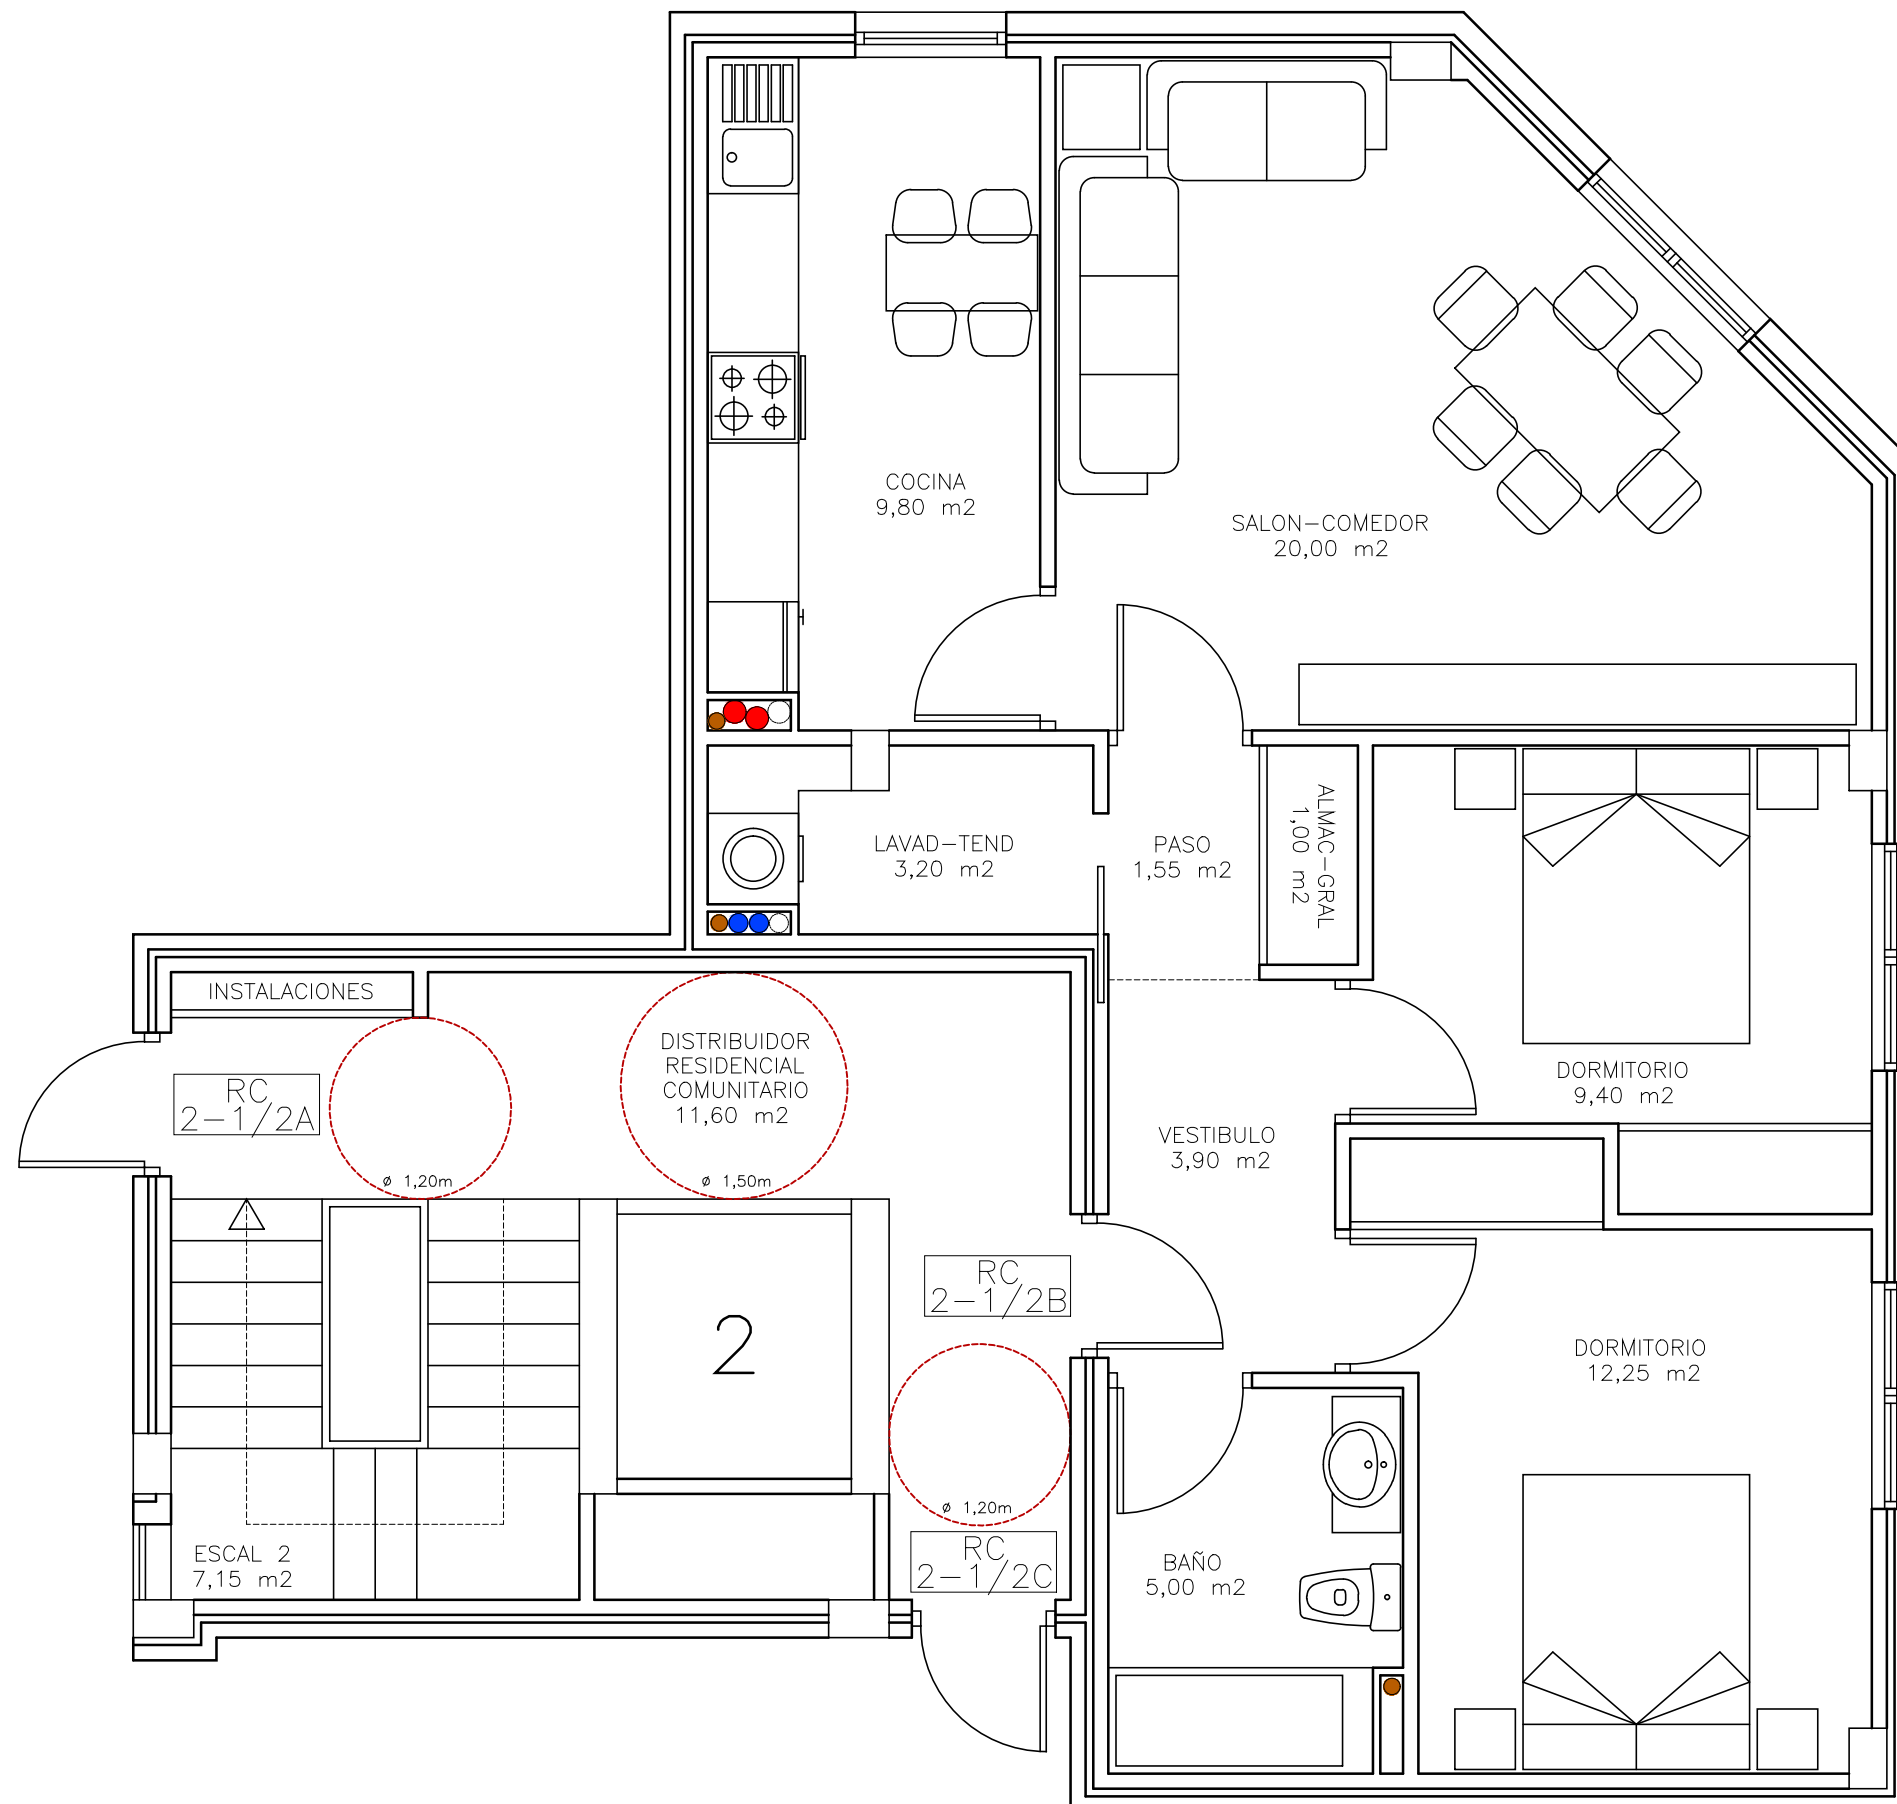 COCINA
9,80 m2
SALON-COMEDOR
20,00 m2
LAVAD-TEND
3,20 m2
PASO
1,55 m2
ALMAC-GRAL
1,00 m2
INSTALACIONES
DISTRIBUIDOR
RESIDENCIAL
COMUNITARIO
11,60 m2
RC
2-1/2A
ø 1,20m
ø 1,50m
DORMITORIO
9,40 m2
VESTIBULO
3,90 m2
RC
2-1/2B
2
DORMITORIO
12,25 m2
ø 1,20m
RC
2-1/2C
ESCAL 2
7,15 m2
BAÑO
5,00 m2